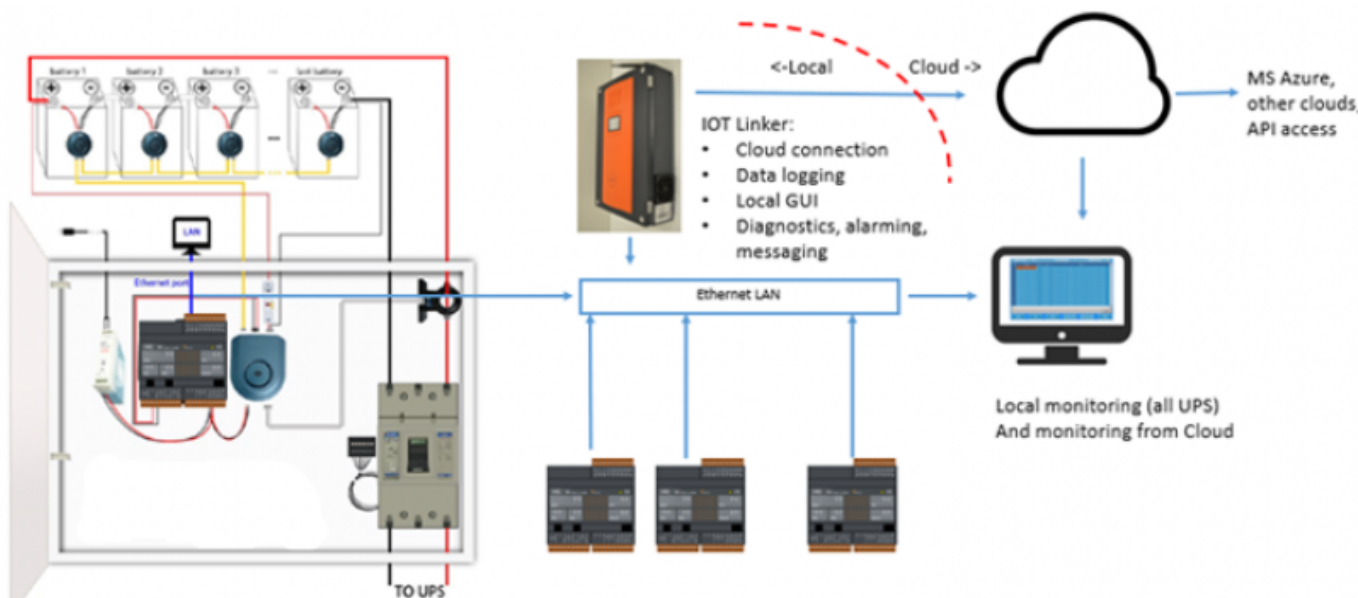 Battery 1
Battery 2
Battery 3
Last battery
LAN
Ethernet port
TO UPS
<-Local
Cloud ->
IOT Linker:
• Cloud connection
• Data logging
• Local GUI
• Diagnostics, alarming,
messaging
Ethernet LAN
MS Azure,
other clouds,
API access
Local monitoring (all UPS)
And monitoring from Cloud